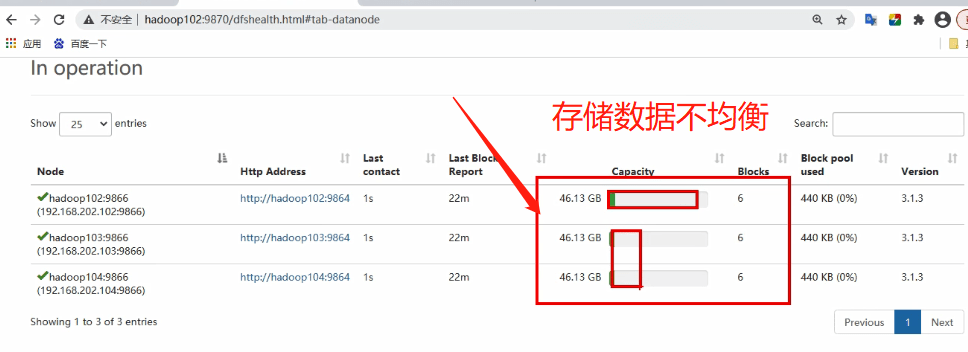 不安全 | hadoop102:9870/dfshealth.html#tab-datanode
应用 百度一下
In operation
存储数据不均衡
Show 25 entries Search:
Node Http Address Last contact Last Block Report Capacity Blocks Block pool used Version
hadoop102:9866 http://hadoop102:9864 1s 22m 46.13 GB 6 440 KB (0%) 3.1.3
(192.168.202.102:9866)
hadoop103:9866 http://hadoop103:9864 1s 22m 46.13 GB 6 440 KB (0%) 3.1.3
(192.168.202.103:9866)
hadoop104:9866 http://hadoop104:9864 1s 22m 46.13 GB 6 440 KB (0%) 3.1.3
(192.168.202.104:9866)
Showing 1 to 3 of 3 entries Previous 1 Next